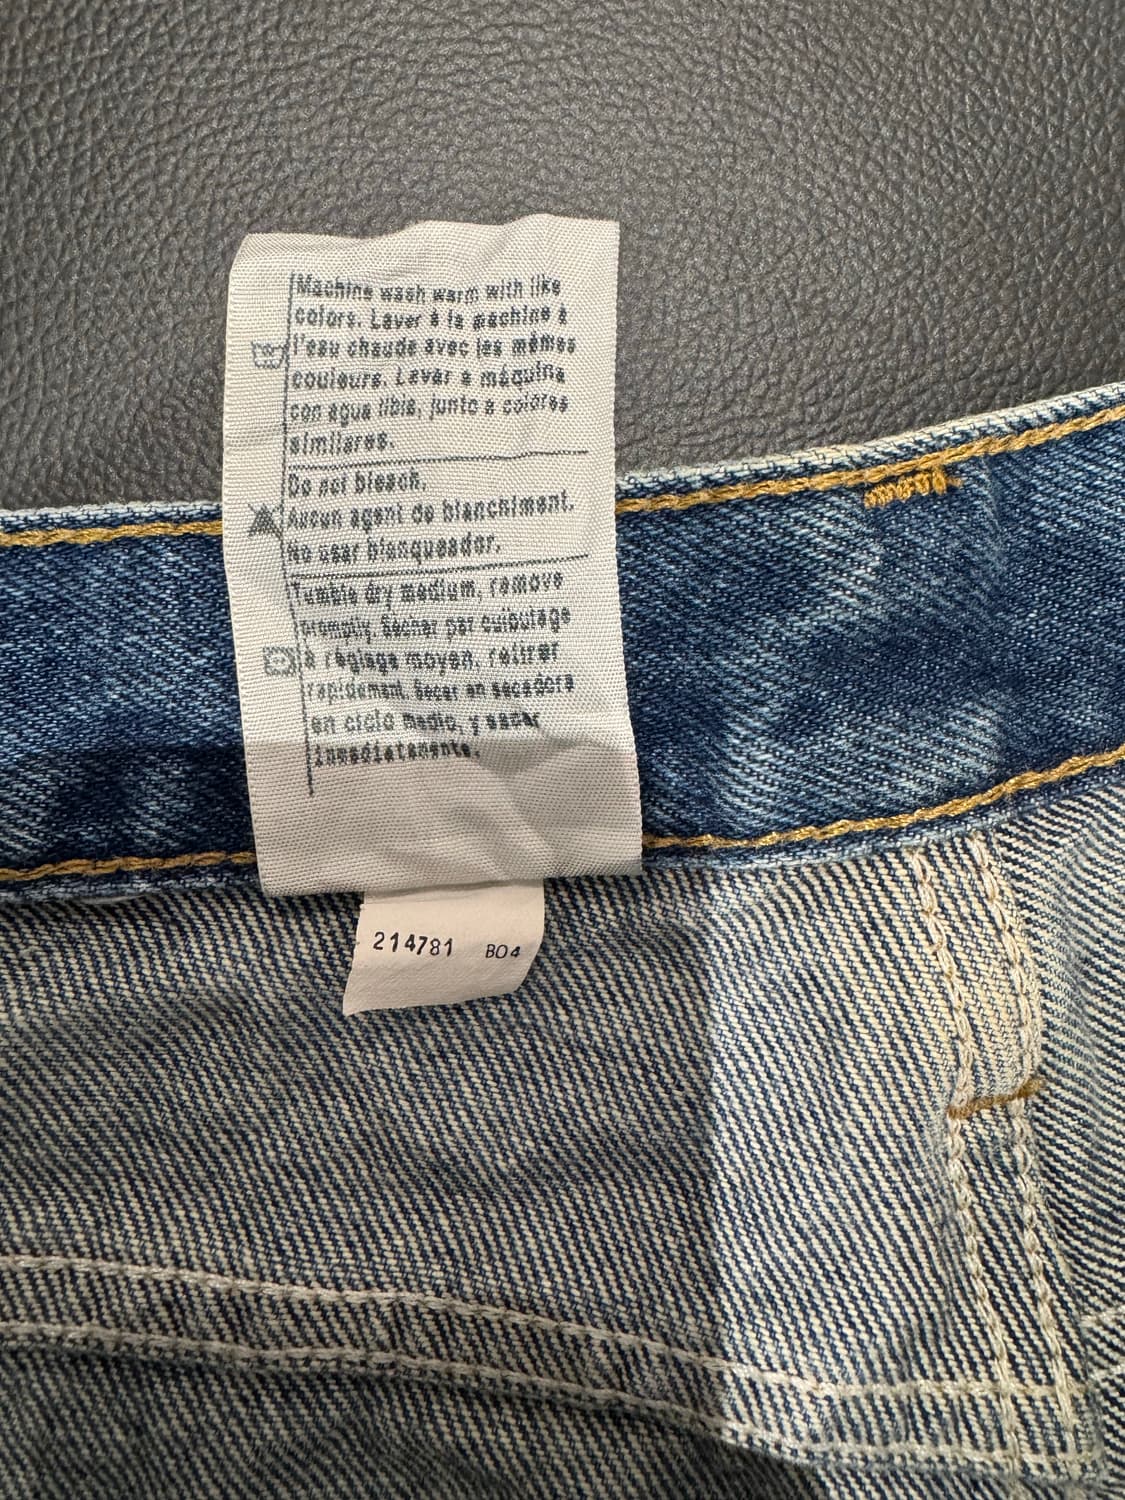 Machine wash warm with like
colors. Laver à la machine à
l'eau chaude avec les mêmes
couleurs. Lavar a máquina
con agua tibia, junto a colores
similares.
Do not bleach.
Aucun agent de blanchiment.
No usar blanqueador.
Tumble dry medium, remove
promptly. Sécher par culbutage
à réglage moyen, retirer
rapidement. Secar en secadora
en ciclo medio, y sacar
inmediatamente.
214781 B04